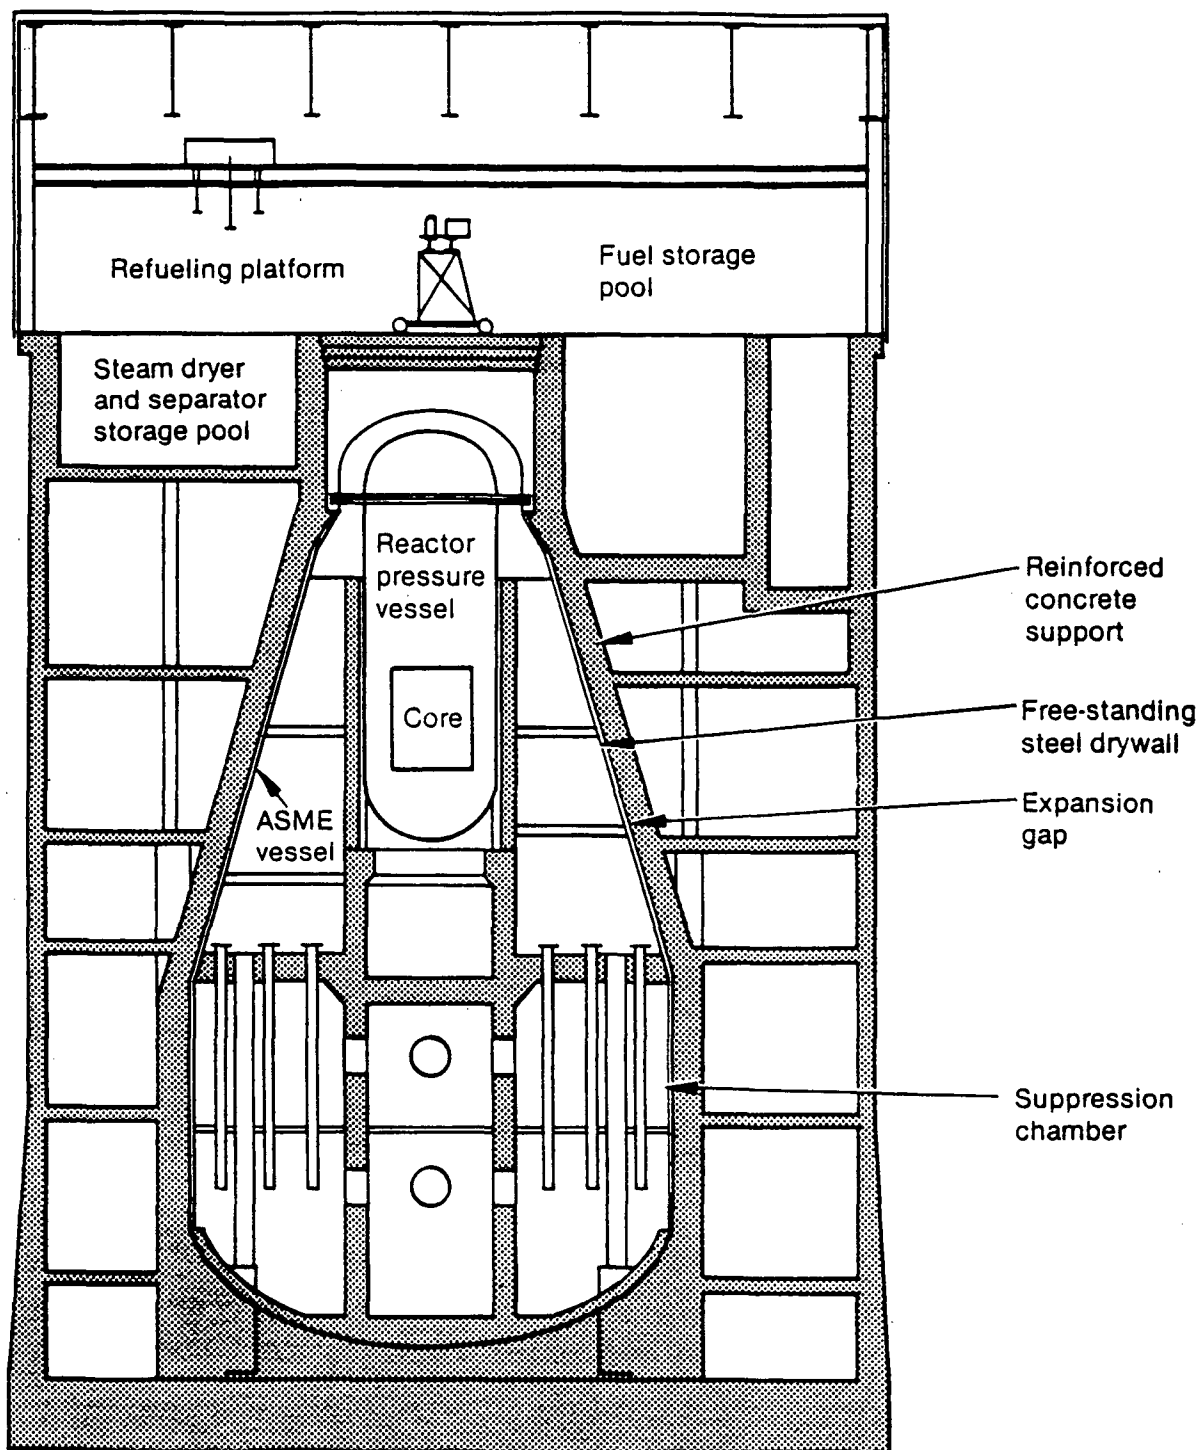 Refueling platform
Fuel storage
pool
Steam dryer
and separator
storage pool
Reactor
pressure
vessel
Core
ASME
vessel
Reinforced
concrete
support
Free-standing
steel drywall
Expansion
gap
Suppression
chamber